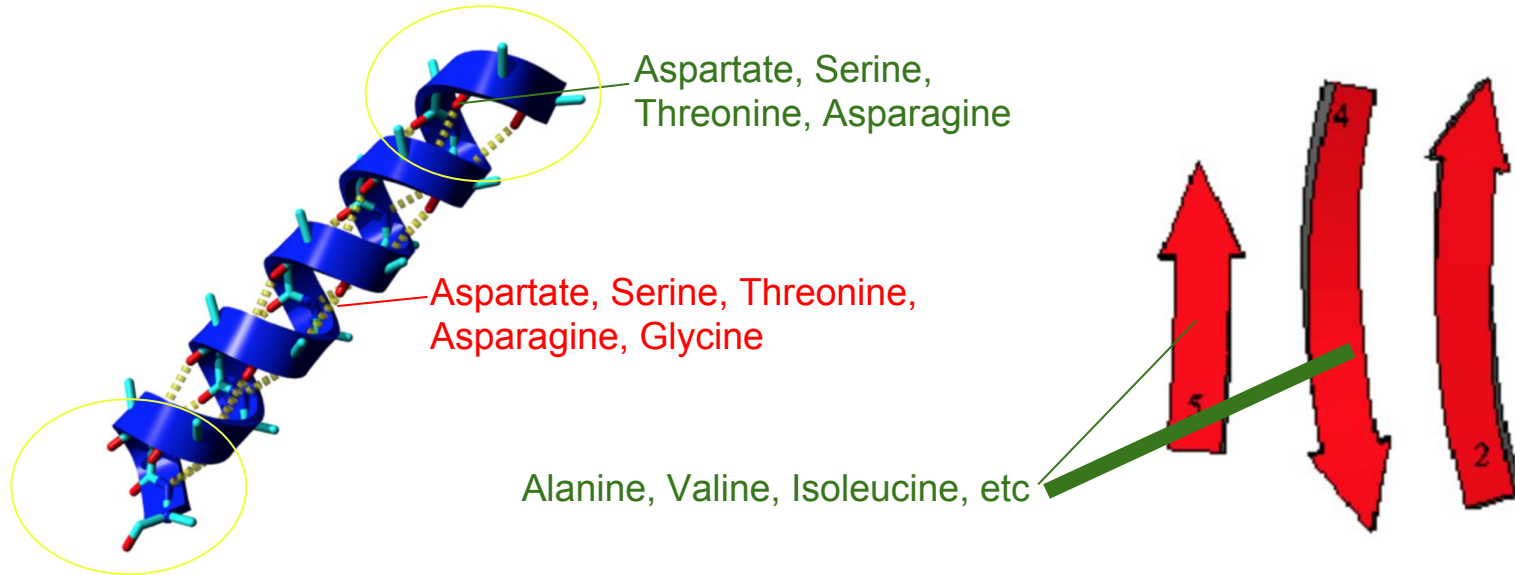 Aspartate, Serine,
Threonine, Asparagine
Aspartate, Serine, Threonine,
Asparagine, Glycine
Alanine, Valine, Isoleucine, etc
5
4
2